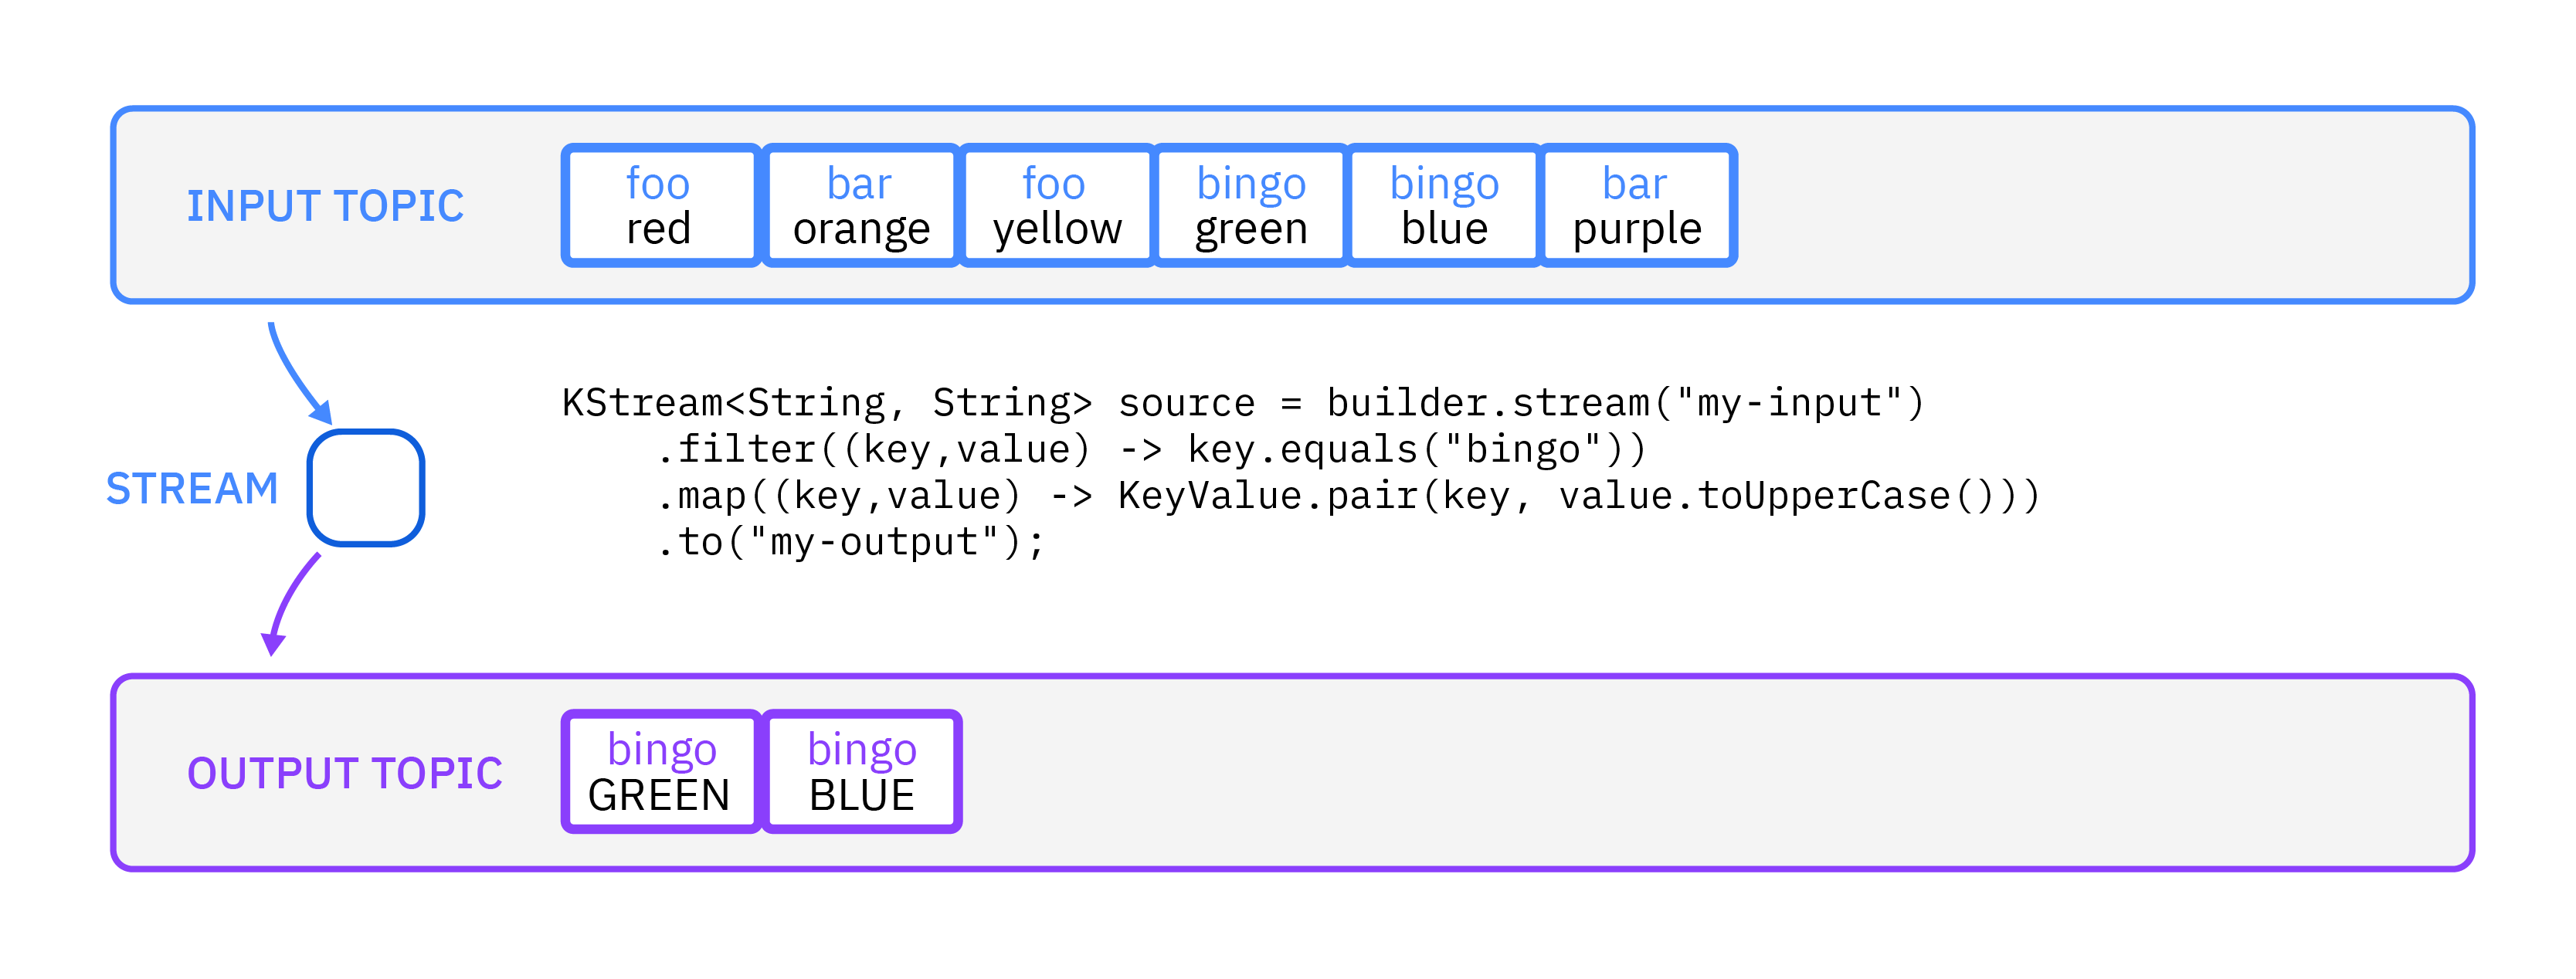 INPUT TOPIC
foo
red
bar
orange
foo
yellow
bingo
green
bingo
blue
bar
purple
STREAM
KStream<String, String> source = builder.stream("my-input")
    .filter((key,value) -> key.equals("bingo"))
    .map((key,value) -> KeyValue.pair(key, value.toUpperCase()))
    .to("my-output");
OUTPUT TOPIC
bingo
GREEN
bingo
BLUE